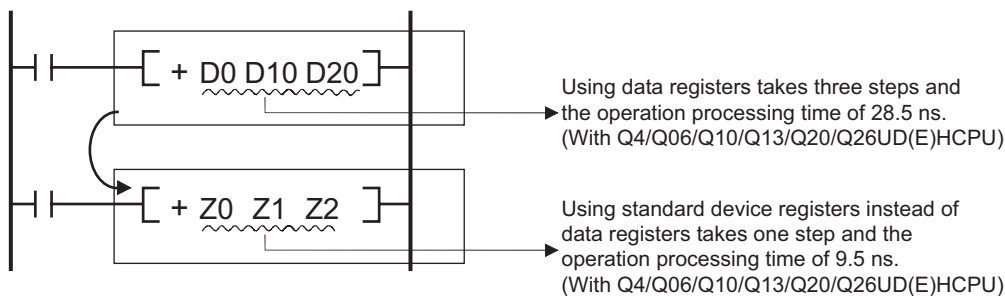 + D0 D10 D20
Using data registers takes three steps and
the operation processing time of 28.5 ns.
(With Q4/Q06/Q10/Q13/Q20/Q26UD(E)HCPU)
+ Z0 Z1 Z2
Using standard device registers instead of
data registers takes one step and the
operation processing time of 9.5 ns.
(With Q4/Q06/Q10/Q13/Q20/Q26UD(E)HCPU)